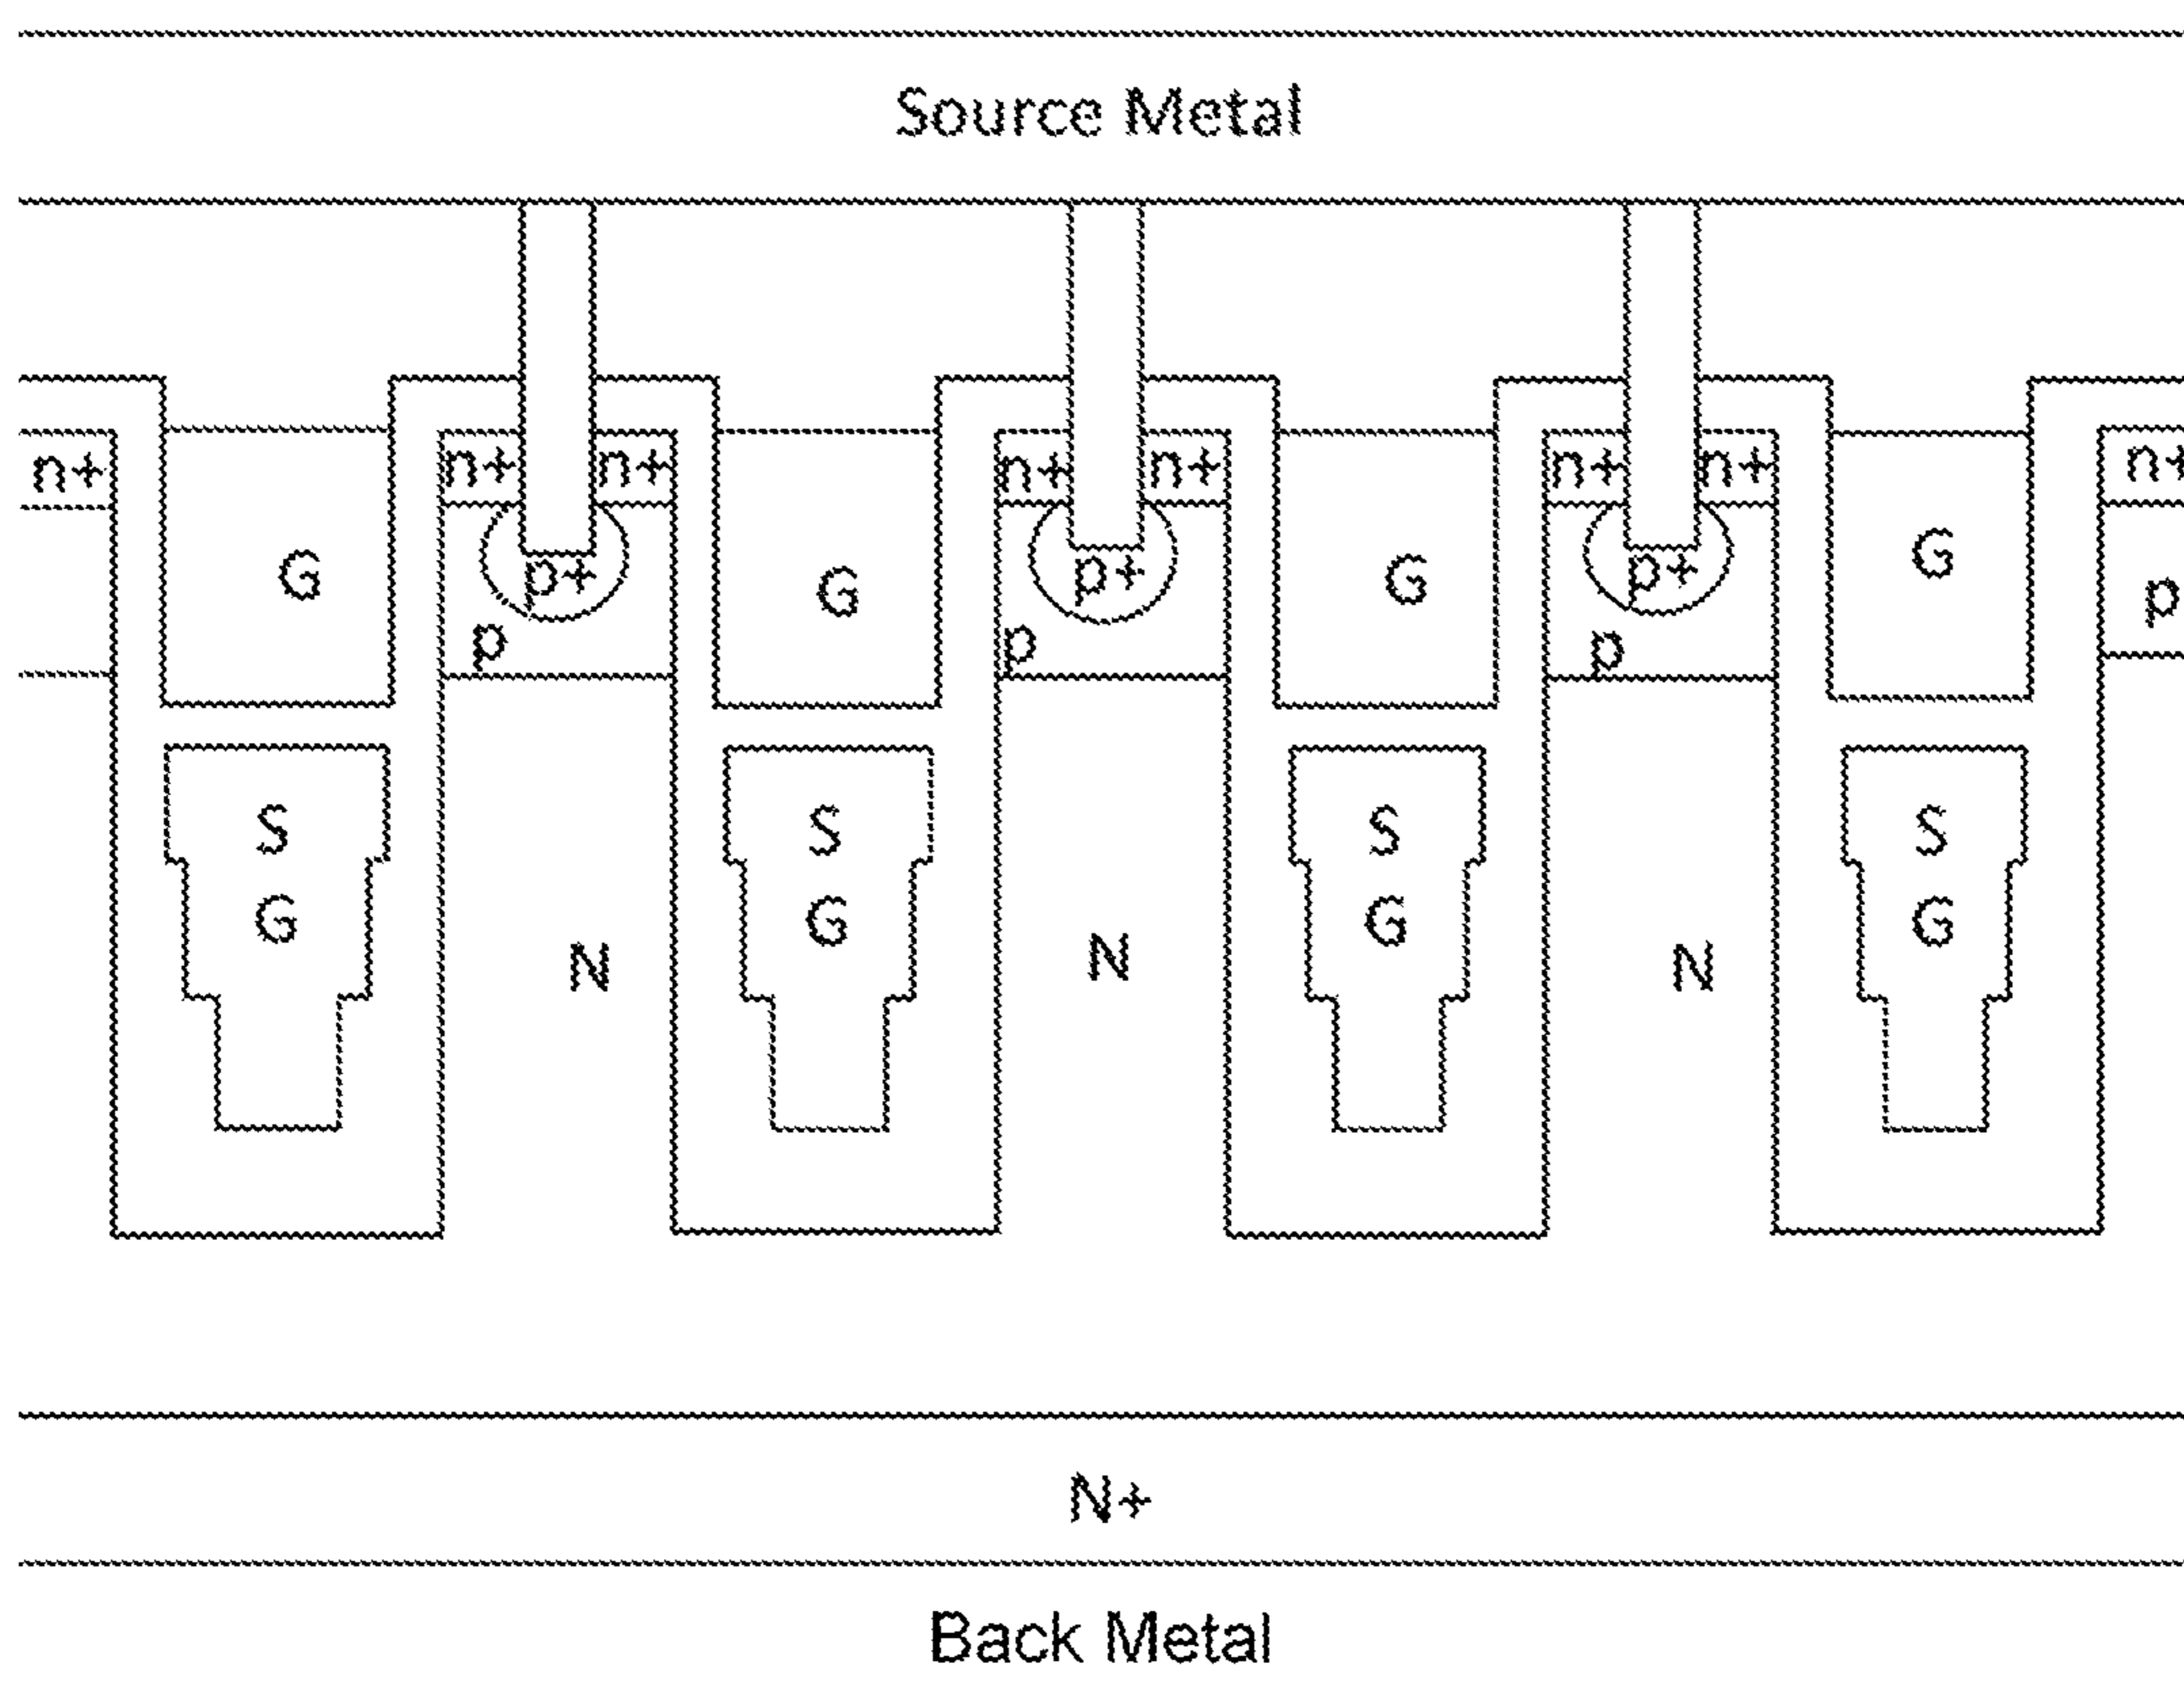 Source Metal
n+ n+ n+ n+ n+ n+ n+ n+
G p+ G p+ G p+ G p
p p p
S S S S
G G G G
N N N
N+
Back Metal